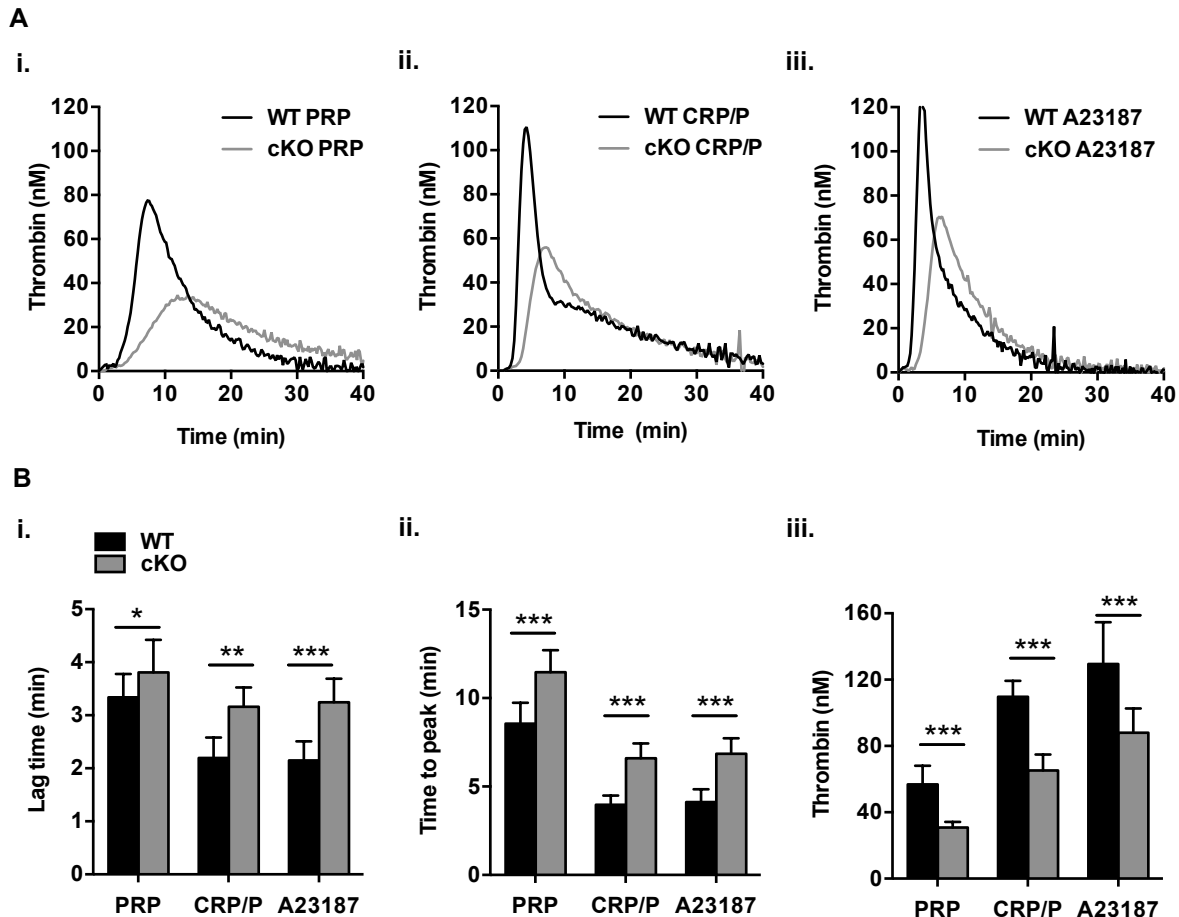 A
i.
ii.
iii.
120
100
80
60
40
20
0
Thrombin (nM)
WT PRP
cKO PRP
0 10 20 30 40
Time (min)
120
100
80
60
40
20
0
Thrombin (nM)
WT CRP/P
cKO CRP/P
0 10 20 30 40
Time (min)
120
100
80
60
40
20
0
Thrombin (nM)
WT A23187
cKO A23187
0 10 20 30 40
Time (min)
B
i.
ii.
iii.
WT
cKO
5
4
3
2
1
0
Lag time (min)
*
**
***
PRP CRP/P A23187
15
10
5
0
Time to peak (min)
***
***
***
PRP CRP/P A23187
160
120
80
40
0
Thrombin (nM)
***
***
***
PRP CRP/P A23187